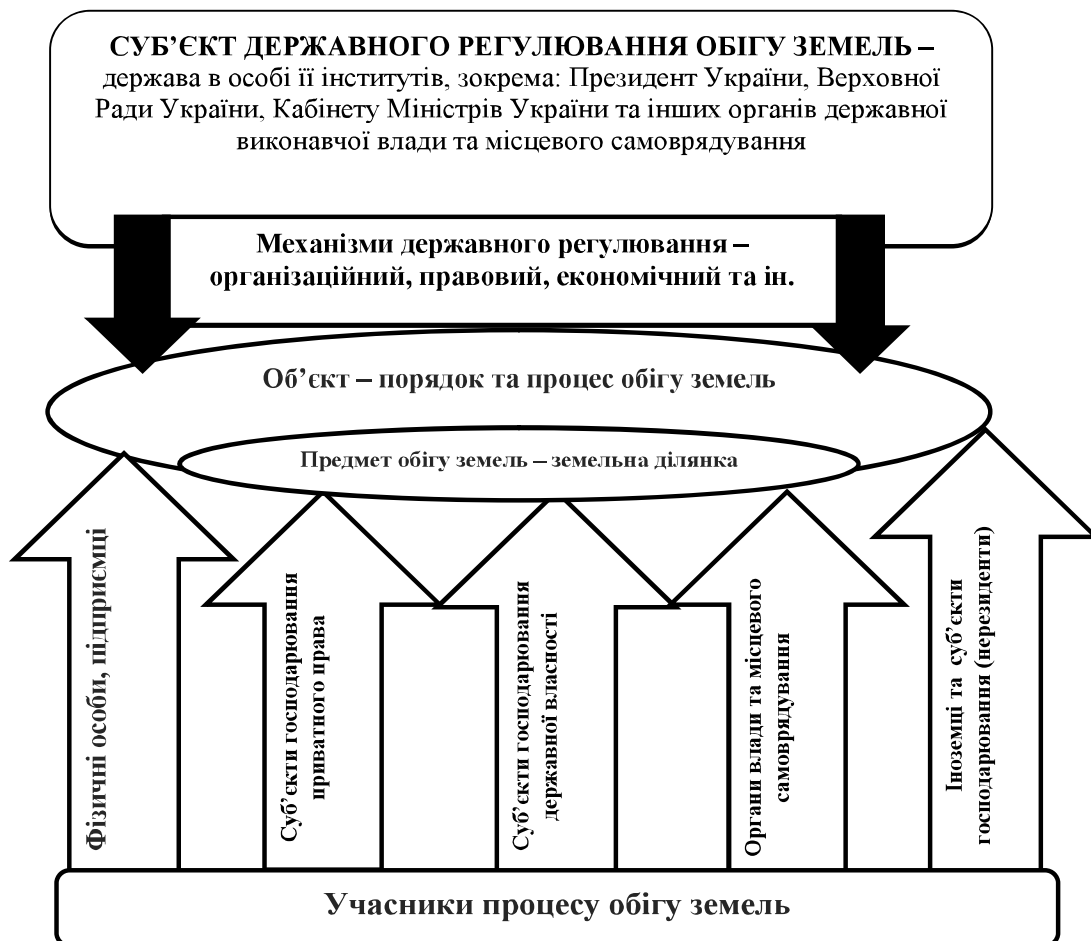 СУБ’ЄКТ ДЕРЖАВНОГО РЕГУЛЮВАННЯ ОБІГУ ЗЕМЕЛЬ –
держава в особі її інститутів, зокрема: Президент України, Верховної
Ради України, Кабінету Міністрів України та інших органів державної
виконавчої влади та місцевого самоврядування
Механізми державного регулювання –
організаційний, правовий, економічний та ін.
Об’єкт – порядок та процес обігу земель
Предмет обігу земель – земельна ділянка
Фізичні особи, підприємці
Суб’єкти господарювання
приватного права
Суб’єкти господарювання
державної власності
Органи влади та місцевого
самоврядування
Іноземці та суб’єкти
господарювання (нерезиденти)
Учасники процесу обігу земель